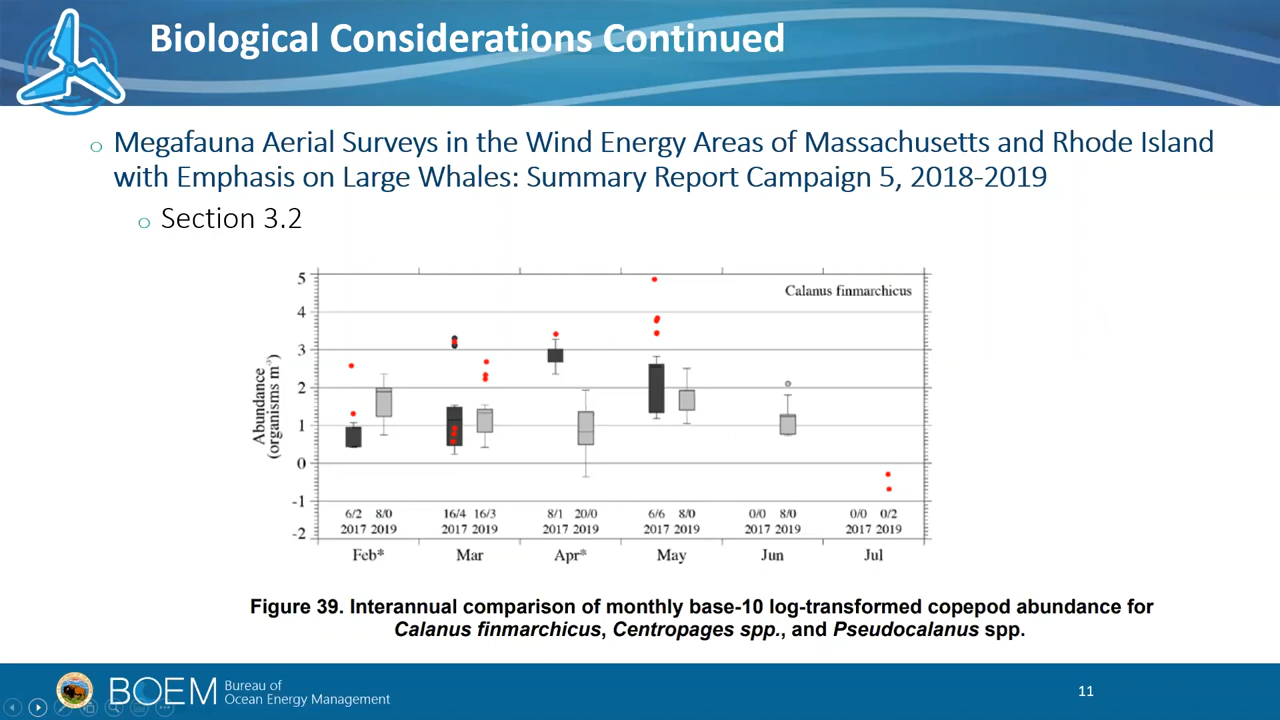 Biological Considerations Continued
Megafauna Aerial Surveys in the Wind Energy Areas of Massachusetts and Rhode Island
with Emphasis on Large Whales: Summary Report Campaign 5, 2018-2019
Section 3.2
Calanus finmarchicus
Abundance
(organisms m⁻³)
5
4
3
2
1
0
-1
-2
6/2 8/0 16/4 16/3 8/1 20/0 6/6 8/0 0/0 8/0 0/0 0/2
2017 2019 2017 2019 2017 2019 2017 2019 2017 2019 2017 2019
Feb* Mar Apr* May Jun Jul
Figure 39. Interannual comparison of monthly base-10 log-transformed copepod abundance for
Calanus finmarchicus, Centropages spp., and Pseudocalanus spp.
BOEM
Bureau of
Ocean Energy Management
11